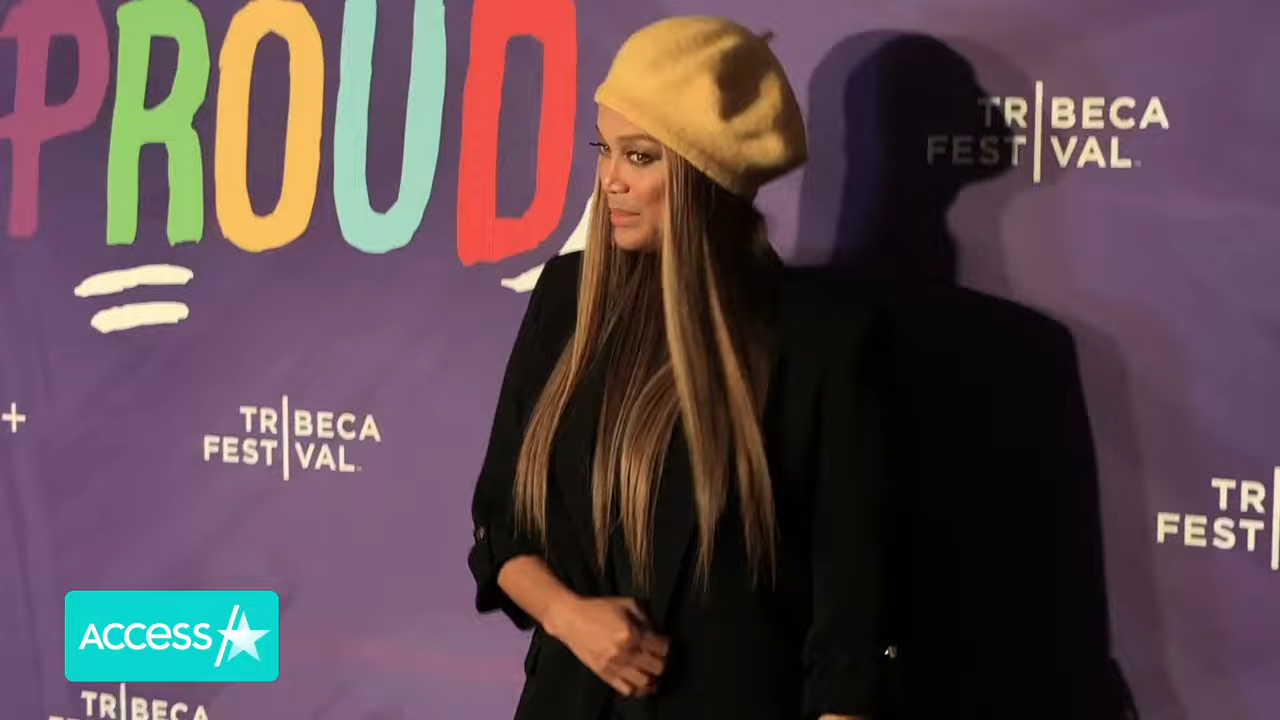 PROUD
TRIBECA
FESTIVAL
+
TRIBECA
FESTIVAL
TR
FEST
ACCESS
TRIBECA